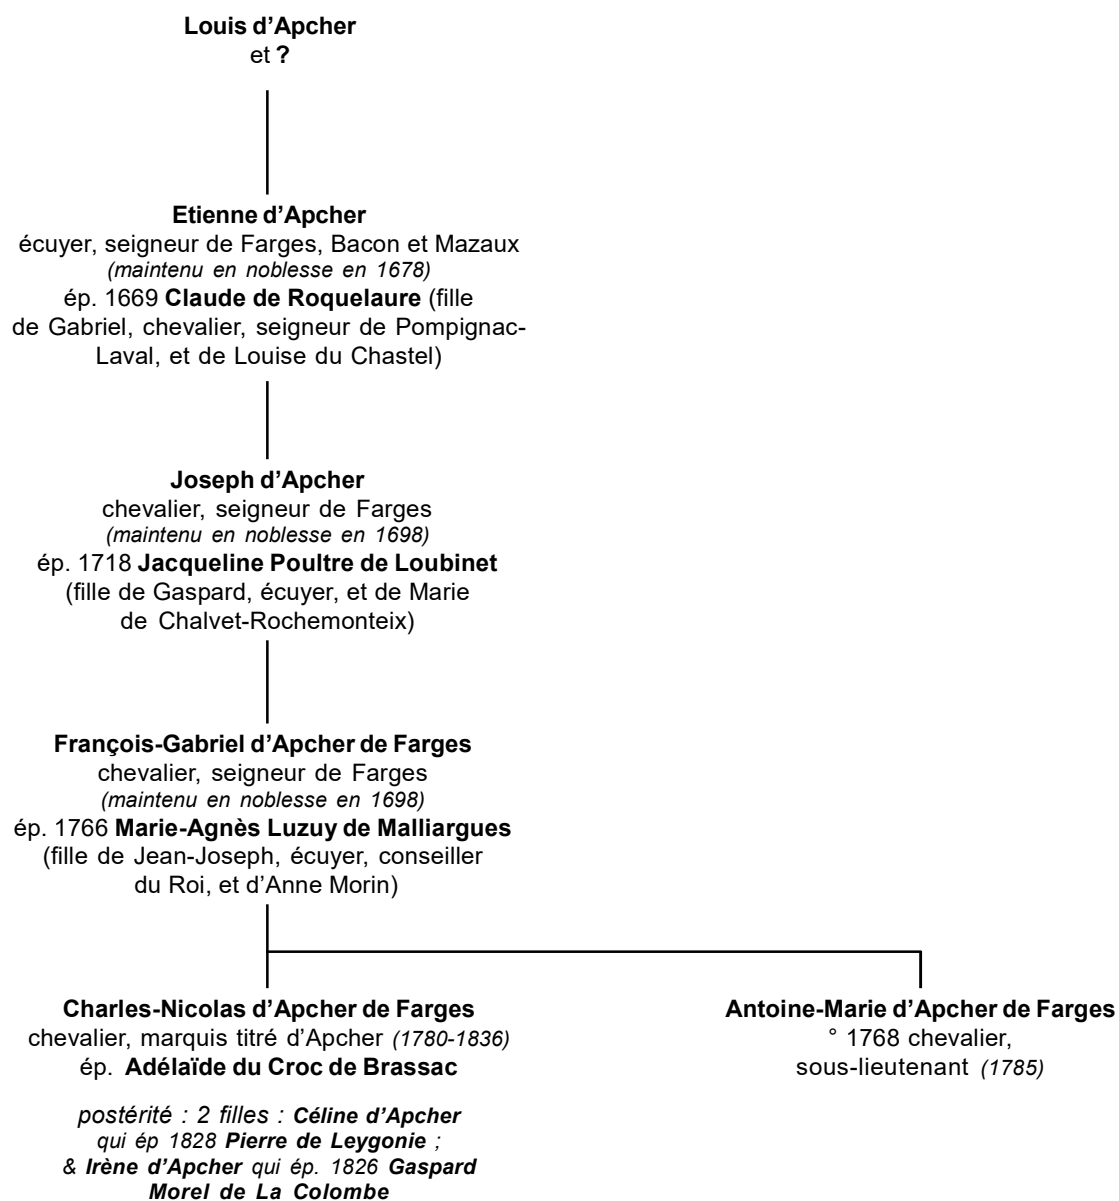 Louis d’Apcher
et ?
Etienne d’Apcher
écuyer, seigneur de Farges, Bacon et Mazaux
(maintenu en noblesse en 1678)
ép. 1669 Claude de Roquelaure (fille
de Gabriel, chevalier, seigneur de Pompignac-
Laval, et de Louise du Chastel)
Joseph d’Apcher
chevalier, seigneur de Farges
(maintenu en noblesse en 1698)
ép. 1718 Jacqueline Poultre de Loubinet
(fille de Gaspard, écuyer, et de Marie
de Chalvet-Rochemonteix)
François-Gabriel d’Apcher de Farges
chevalier, seigneur de Farges
(maintenu en noblesse en 1698)
ép. 1766 Marie-Agnès Luzuy de Malliargues
(fille de Jean-Joseph, écuyer, conseiller
du Roi, et d’Anne Morin)
Charles-Nicolas d’Apcher de Farges
chevalier, marquis titré d’Apcher (1780-1836)
ép. Adélaïde du Croc de Brassac
postérité : 2 filles : Céline d’Apcher
qui ép 1828 Pierre de Leygonie ;
& Irène d’Apcher qui ép. 1826 Gaspard
Morel de La Colombe
Antoine-Marie d’Apcher de Farges
° 1768 chevalier,
sous-lieutenant (1785)